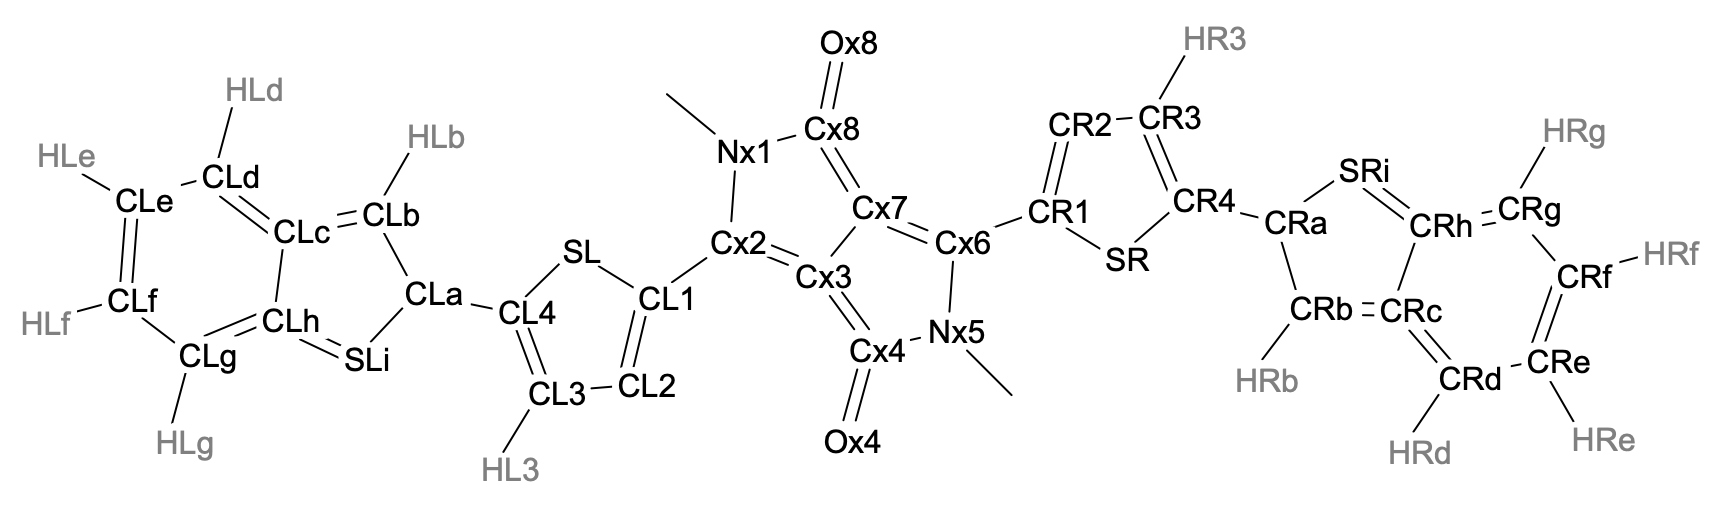 Ox8
HR3
HLd
CR2
CR3
Cx8
HRg
HLb
HLe
Nx1
SRi
CLd
CLe
CR4
Cx7
CR1
CRg
CLb
CRa
CRh
CLc
Cx2
Cx6
SL
HRf
SR
Cx3
CRf
CLa
CL1
CLf
CL4
CRb
CRc
HLf
CLh
Nx5
Cx4
CLg
SLi
CRe
HRb
CRd
CL2
CL3
Ox4
HLg
HRe
HRd
HL3